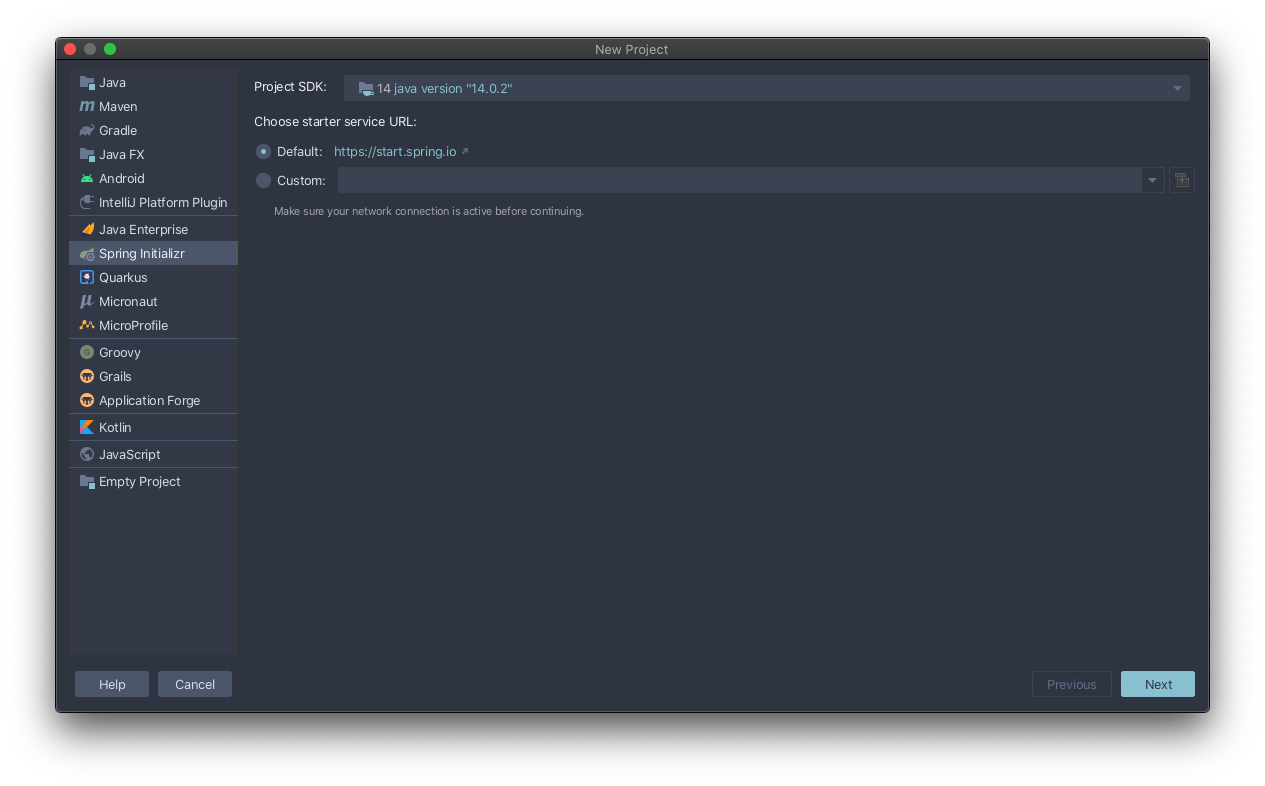 New Project
Java
Maven
Gradle
Java FX
Android
IntelliJ Platform Plugin
Java Enterprise
Spring Initializr
Quarkus
Micronaut
MicroProfile
Groovy
Grails
Application Forge
Kotlin
JavaScript
Empty Project
Project SDK: 14 java version "14.0.2"
Choose starter service URL:
Default: https://start.spring.io
Custom:
Make sure your network connection is active before continuing.
Help Cancel Previous Next